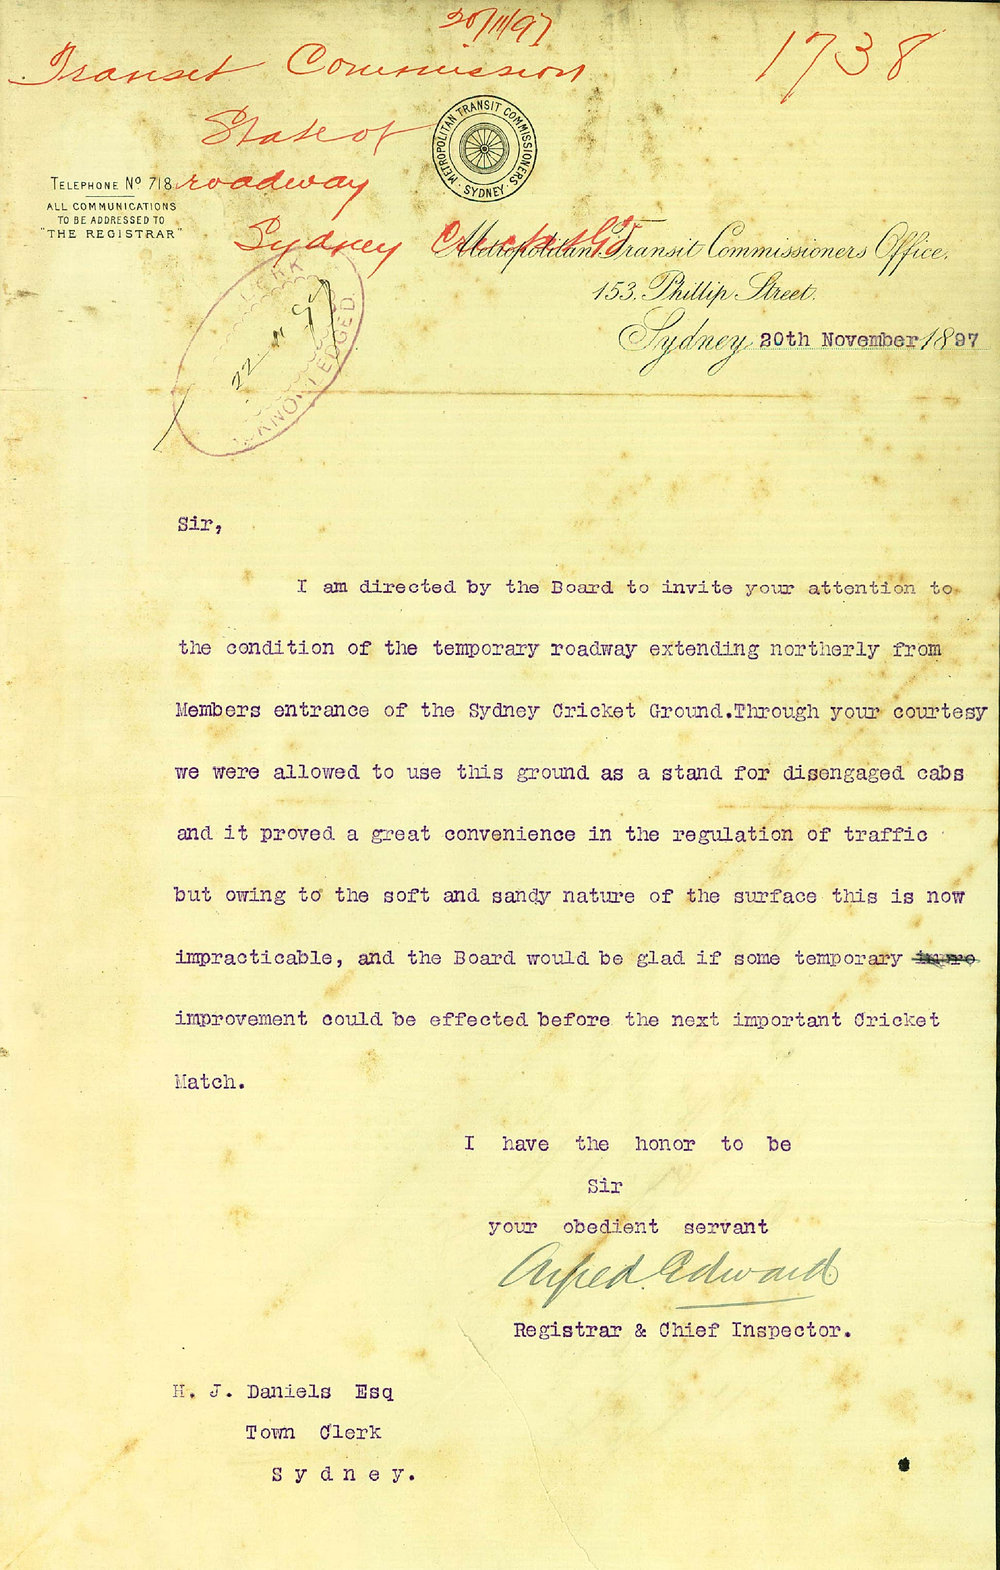 20/11/97
Transit Commission
1738
State of
roadway
Sydney Cricket Gd
METROPOLITAN TRANSIT COMMISSIONERS
· SYDNEY ·
TELEPHONE Nº 718
ALL COMMUNICATIONS
TO BE ADDRESSED TO
"THE REGISTRAR"
Metropolitan Transit Commissioners Office,
153, Phillip Street.
Sydney 20th November 1897
22 11 97
ACKNOWLEDGED
Sir,
I am directed by the Board to invite your attention to
the condition of the temporary roadway extending northerly from
Members entrance of the Sydney Cricket Ground.Through your courtesy
we were allowed to use this ground as a stand for disengaged cabs
and it proved a great convenience in the regulation of traffic
but owing to the soft and sandy nature of the surface this is now
impracticable, and the Board would be glad if some temporary impro
improvement could be effected before the next important Cricket
Match.
I have the honor to be
Sir
your obedient servant
Alfred Edward
Registrar & Chief Inspector.
H. J. Daniels Esq
Town Clerk
Sydney.